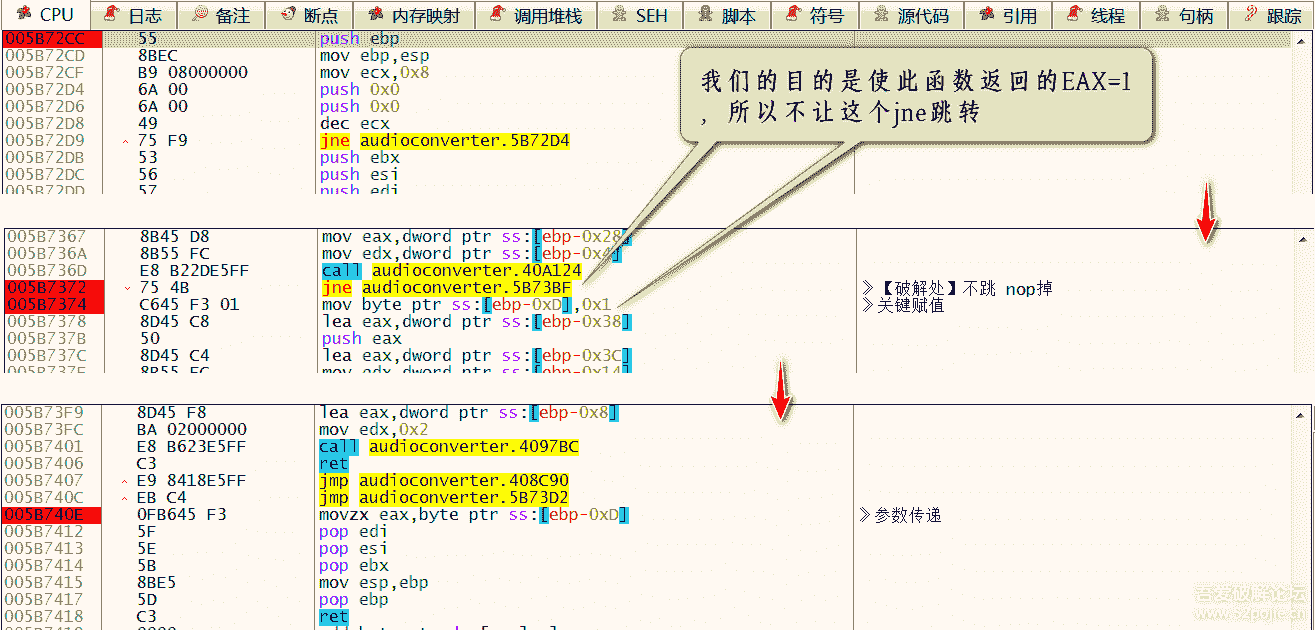 CPU 日志 备注 断点 内存映射 调用堆栈 SEH 脚本 符号 源代码 引用 线程 句柄 跟踪
005B72CC 55 push ebp
005B72CD 8BEC mov ebp,esp
005B72CF B9 08000000 mov ecx,0x8
005B72D4 6A 00 push 0x0
005B72D6 6A 00 push 0x0
005B72D8 49 dec ecx
005B72D9 75 F9 jne audioconverter.5B72D4
005B72DB 53 push ebx
005B72DC 56 push esi
005B72DD 57 push edi
我们的目的是使此函数返回的EAX=1
，所以不让这个jne跳转
005B7367 8B45 D8 mov eax,dword ptr ss:[ebp-0x28]
005B736A 8B55 FC mov edx,dword ptr ss:[ebp-0x4]
005B736D E8 B22DE5FF call audioconverter.40A124
005B7372 75 4B jne audioconverter.5B73BF 》【破解处】不跳 nop掉
005B7374 C645 F3 01 mov byte ptr ss:[ebp-0xD],0x1 》关键赋值
005B7378 8D45 C8 lea eax,dword ptr ss:[ebp-0x38]
005B737B 50 push eax
005B737C 8D45 C4 lea eax,dword ptr ss:[ebp-0x3C]
005B737F 8B55 EC mov edx,dword ptr ss:[ebp-0x14]
005B73F9 8D45 F8 lea eax,dword ptr ss:[ebp-0x8]
005B73FC BA 02000000 mov edx,0x2
005B7401 E8 B623E5FF call audioconverter.4097BC
005B7406 C3 ret
005B7407 E9 8418E5FF jmp audioconverter.408C90
005B740C EB C4 jmp audioconverter.5B73D2
005B740E 0FB645 F3 movzx eax,byte ptr ss:[ebp-0xD] 》参数传递
005B7412 5F pop edi
005B7413 5E pop esi
005B7414 5B pop ebx
005B7415 8BE5 mov esp,ebp
005B7417 5D pop ebp
005B7418 C3 ret
吾爱破解论坛
www.52pojie.cn